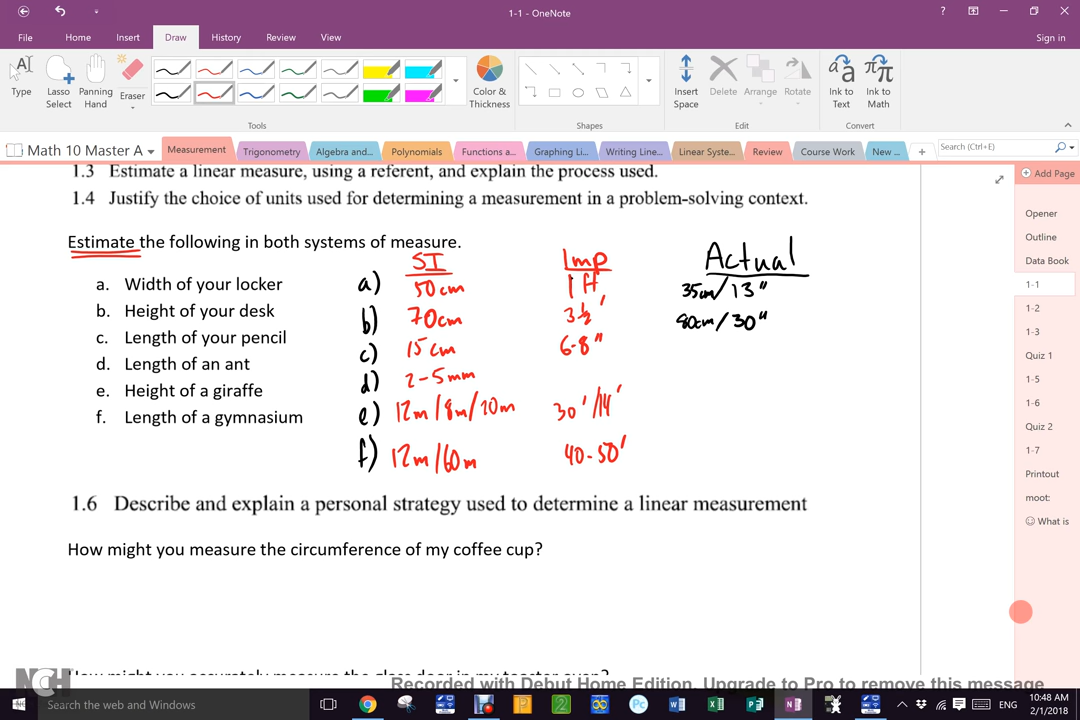 1-1 - OneNote
? Sign in
File Home Insert Draw History Review View
Type Lasso Select Panning Hand Eraser Color & Thickness Insert Space Delete Arrange Rotate Ink to Text Ink to Math
Tools Shapes Edit Convert
Math 10 Master A Measurement Trigonometry Algebra and... Polynomials Functions a... Graphing Li... Writing Line... Linear Syste... Review Course Work New ... + Search (Ctrl+E)
Add Page
Opener
Outline
Data Book
1-1
1-2
1-3
Quiz 1
1-5
1-6
Quiz 2
1-7
Printout
moot:
☺ What is
1.3 Estimate a linear measure, using a referent, and explain the process used.
1.4 Justify the choice of units used for determining a measurement in a problem-solving context.
Estimate the following in both systems of measure.
SI Imp Actual
a. Width of your locker a) 50cm 1 ft 35cm/13"
b. Height of your desk b) 70cm 3½' 80cm/30"
c. Length of your pencil c) 15cm 6-8"
d. Length of an ant d) 2-5mm
e. Height of a giraffe e) 12m/8m/20m 30'/14'
f. Length of a gymnasium f) 12m/60m 40-50'
1.6 Describe and explain a personal strategy used to determine a linear measurement
How might you measure the circumference of my coffee cup?
NCH
Recorded with Debut Home Edition. Upgrade to Pro to remove this message
Search the web and Windows
ENG
10:48 AM
2/1/2018